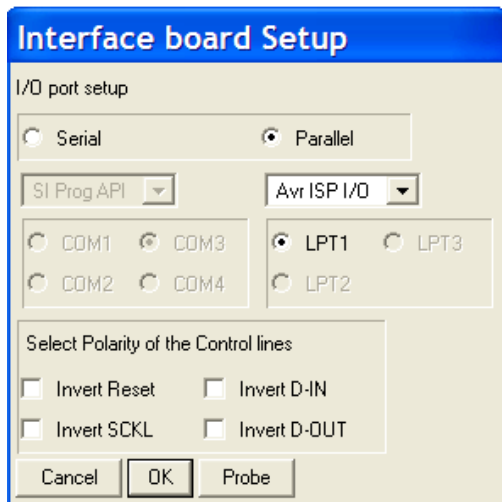 Interface board Setup
I/O port setup
Serial Parallel
SI Prog API Avr ISP I/O
COM1 COM3 LPT1 LPT3
COM2 COM4 LPT2
Select Polarity of the Control lines
Invert Reset Invert D-IN
Invert SCKL Invert D-OUT
Cancel OK Probe